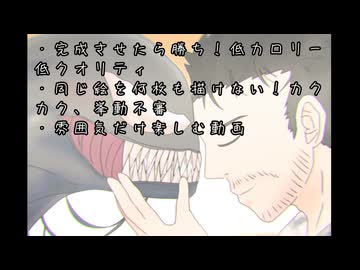 ・完成させたら勝ち！低カロリー
低クオリティ
・同じ絵を何枚も描けない！カク
カク、挙動不審
・雰囲気だけ楽しむ動画